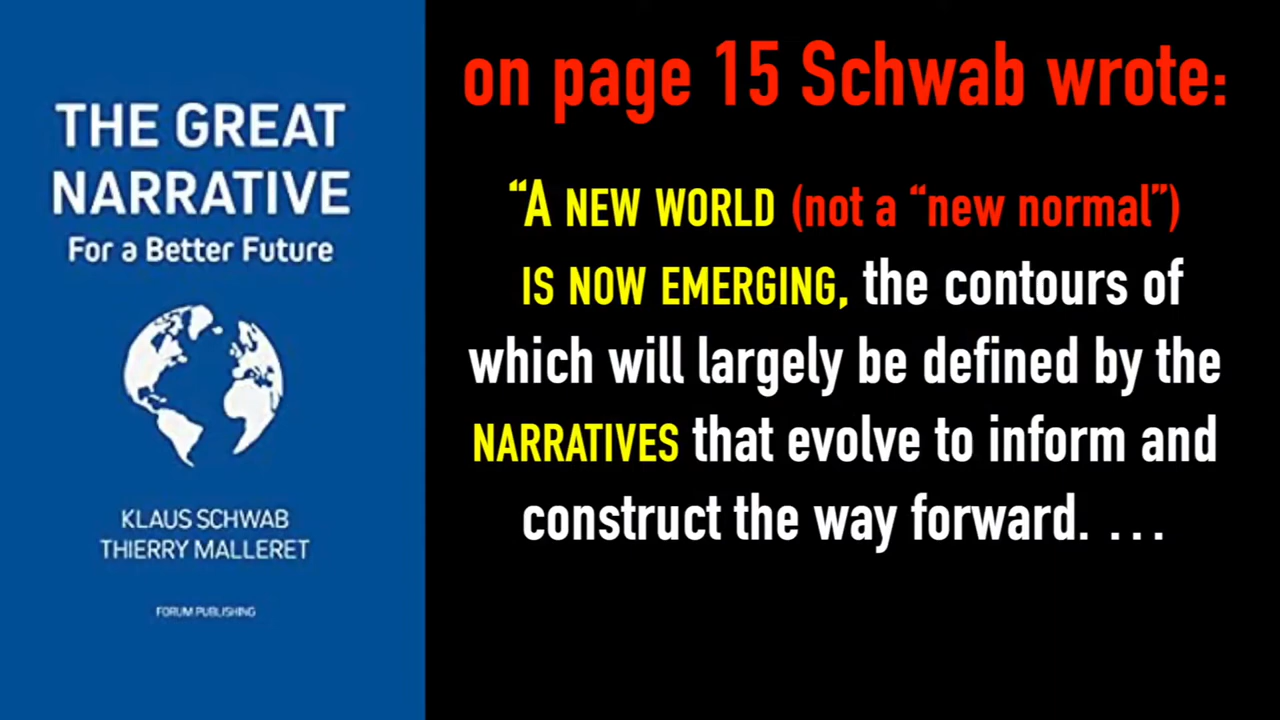 THE GREAT
NARRATIVE
For a Better Future
KLAUS SCHWAB
THIERRY MALLERET
FORUM PUBLISHING
on page 15 Schwab wrote:
“A NEW WORLD (not a “new normal”)
IS NOW EMERGING, the contours of
which will largely be defined by the
NARRATIVES that evolve to inform and
construct the way forward. ...